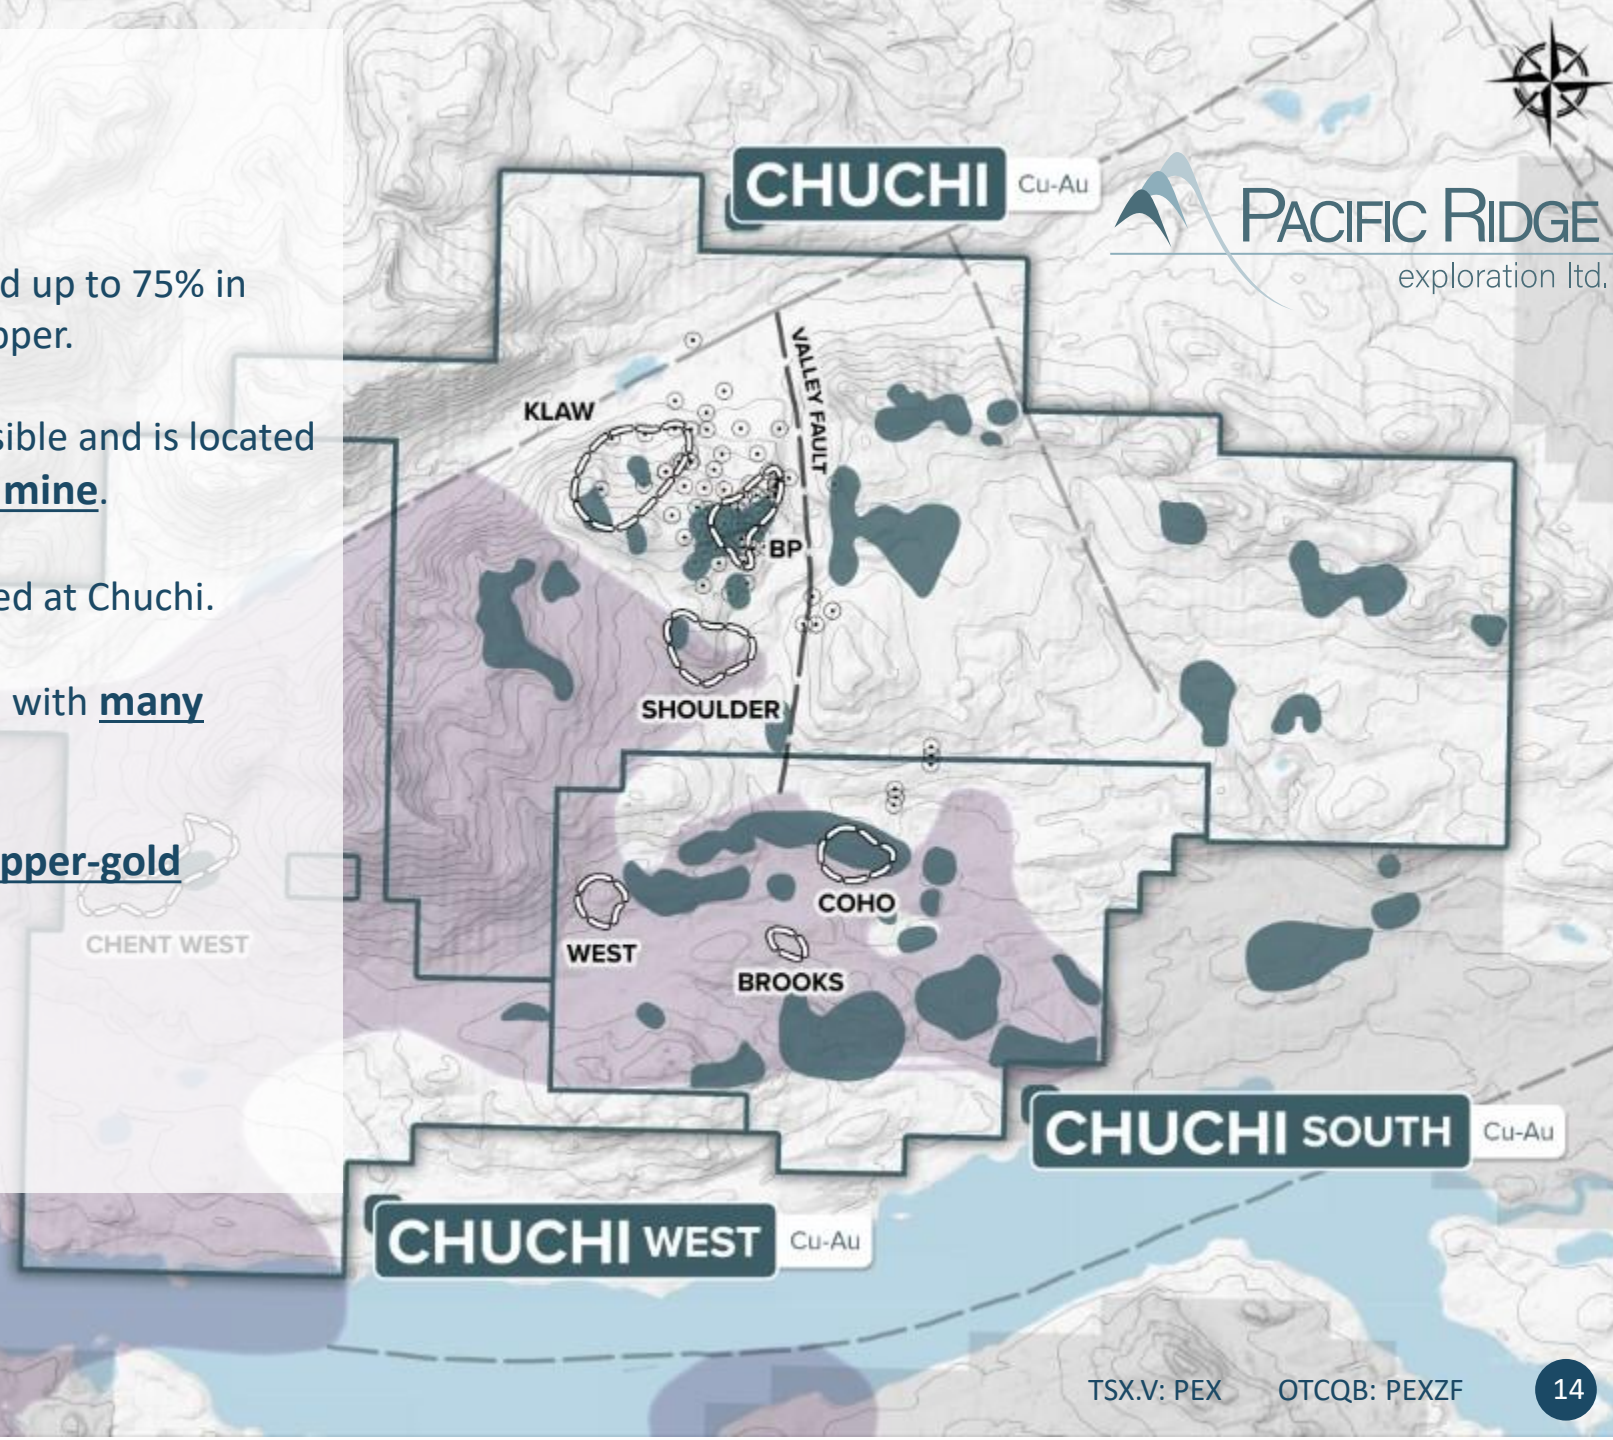 CHUCHI Cu-Au
PACIFIC RIDGE
exploration ltd.
d up to 75% in
pper.
sible and is located
mine.
ed at Chuchi.
with many
pper-gold
KLAW
VALLEY FAULT
BP
SHOULDER
COHO
WEST
BROOKS
CHENT WEST
CHUCHI SOUTH Cu-Au
CHUCHI WEST Cu-Au
TSX.V: PEX OTCQB: PEXZF 14